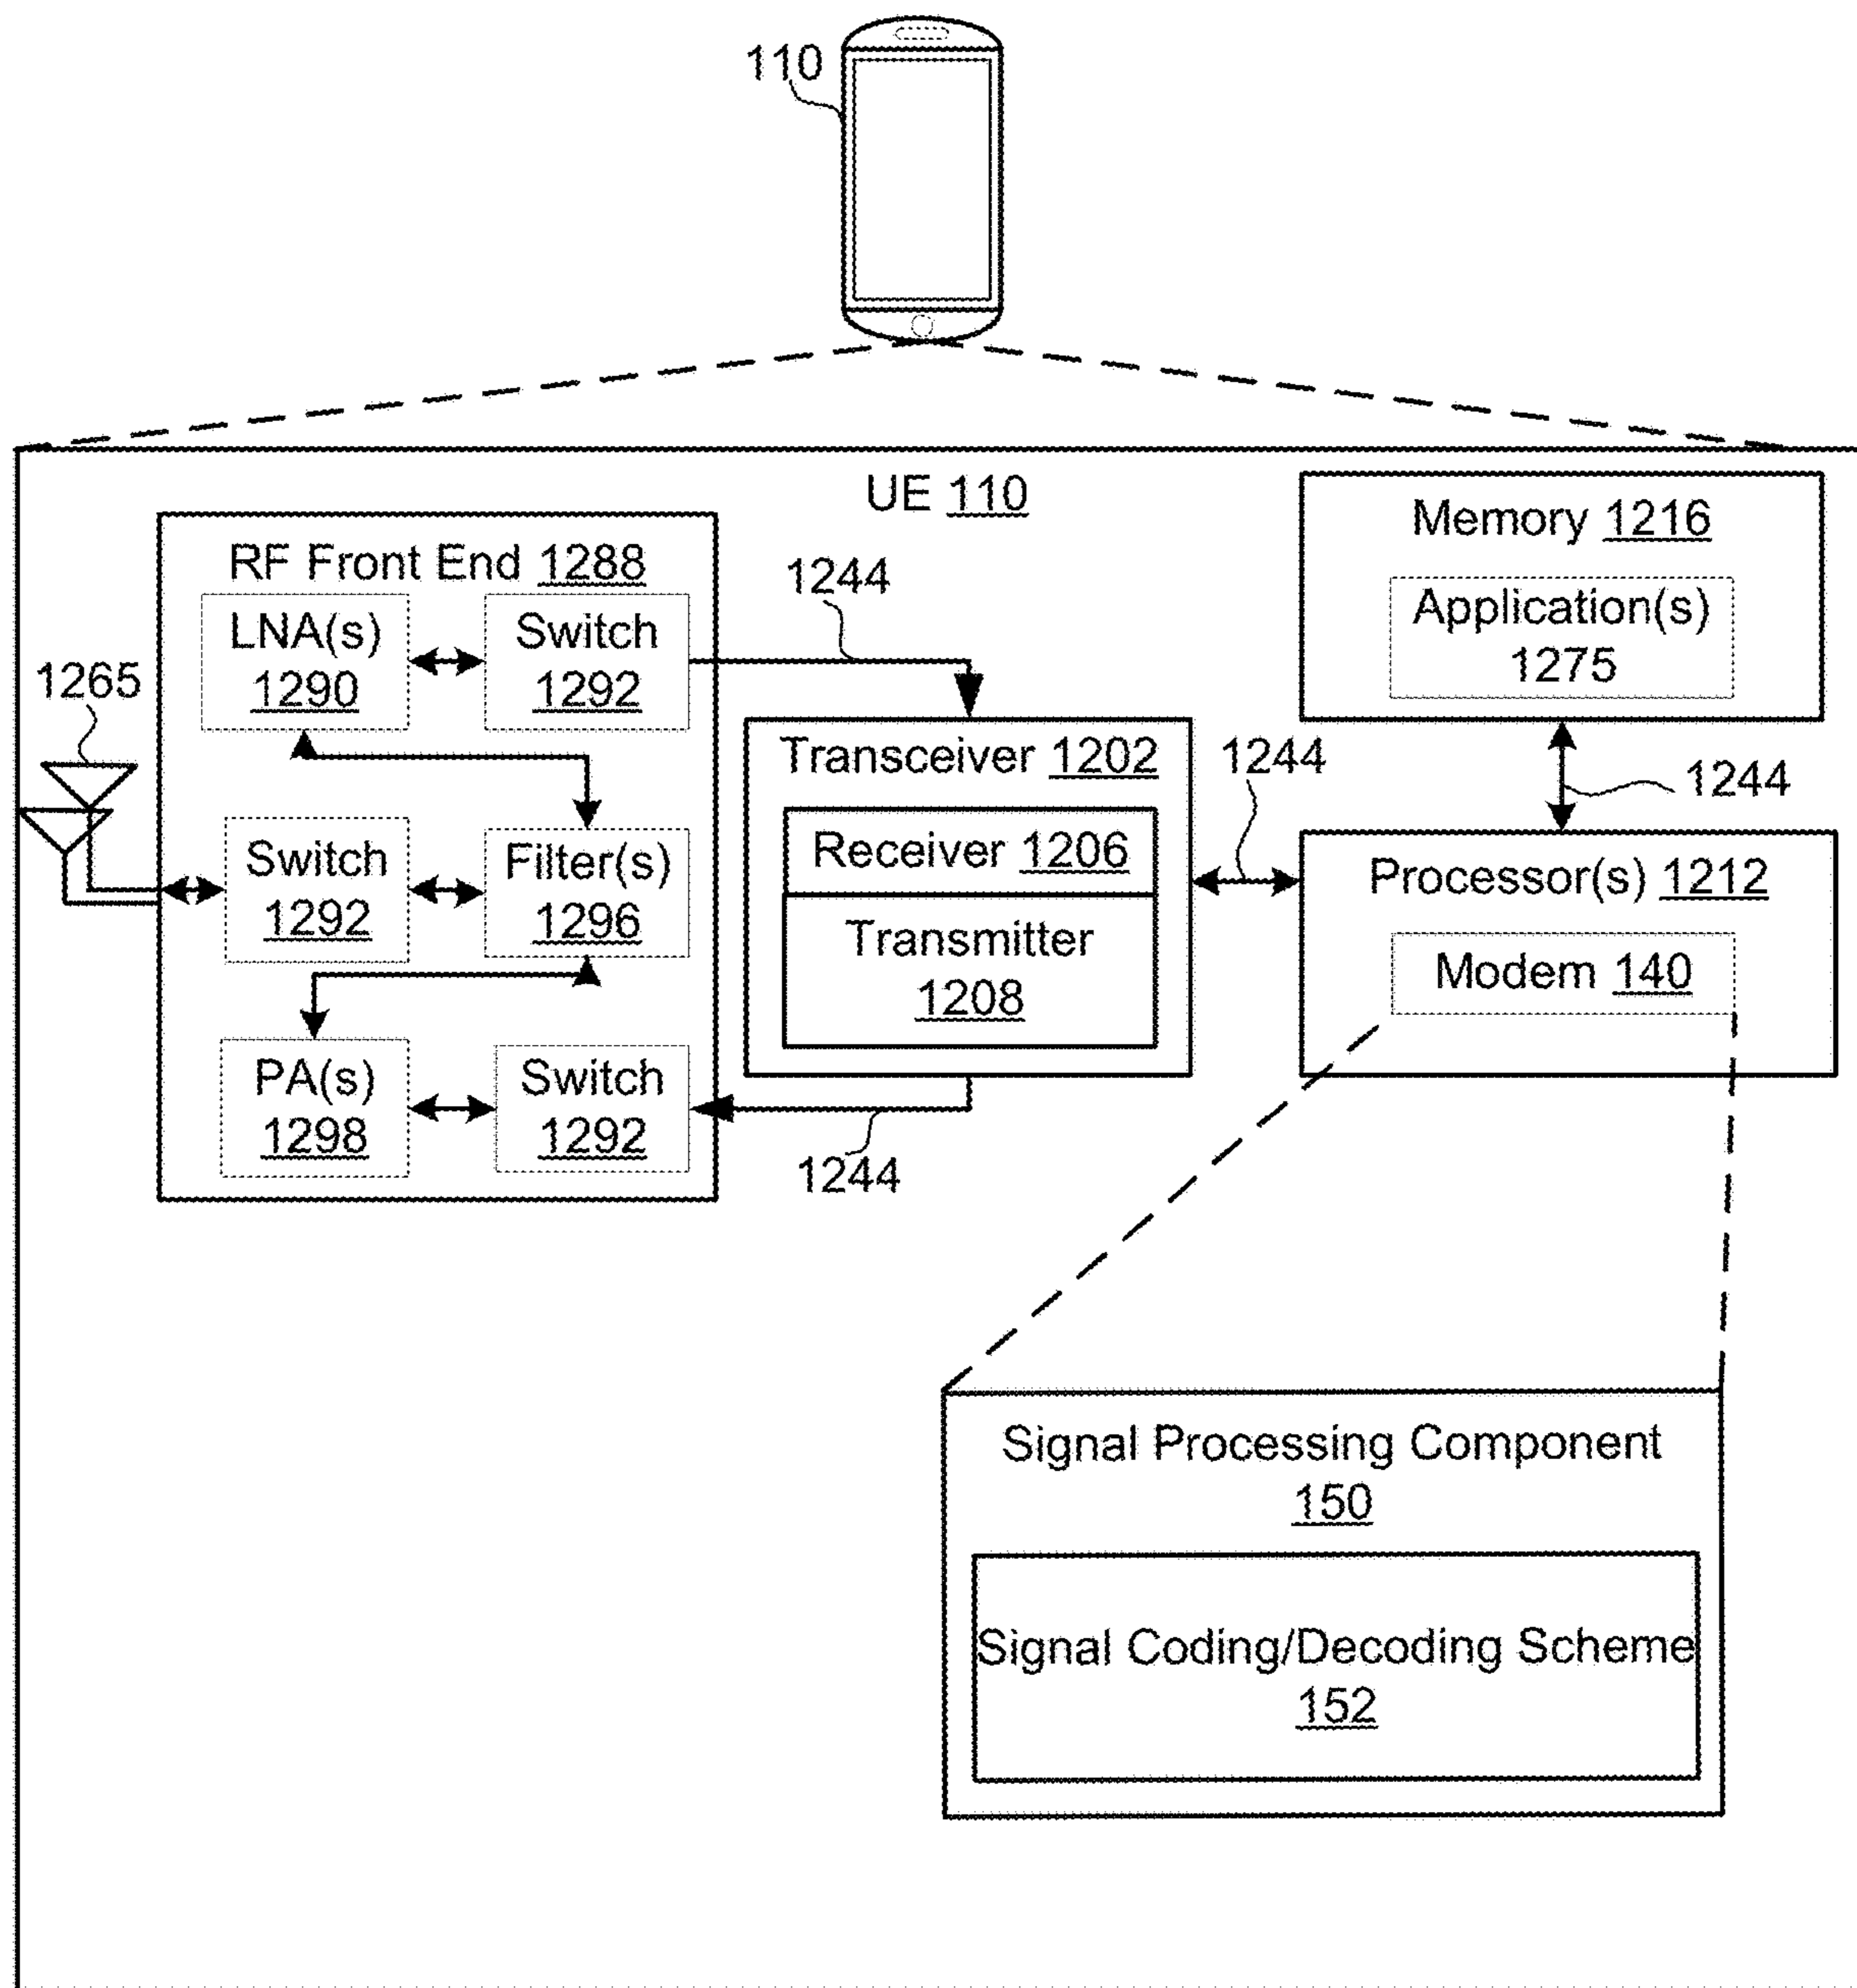 110
UE 110
RF Front End 1288
LNA(s)
1290
Switch
1292
1265
Switch
1292
Filter(s)
1296
PA(s)
1298
Switch
1292
1244
Transceiver 1202
Receiver 1206
Transmitter
1208
1244
1244
Memory 1216
Application(s)
1275
1244
Processor(s) 1212
Modem 140
Signal Processing Component
150
Signal Coding/Decoding Scheme
152